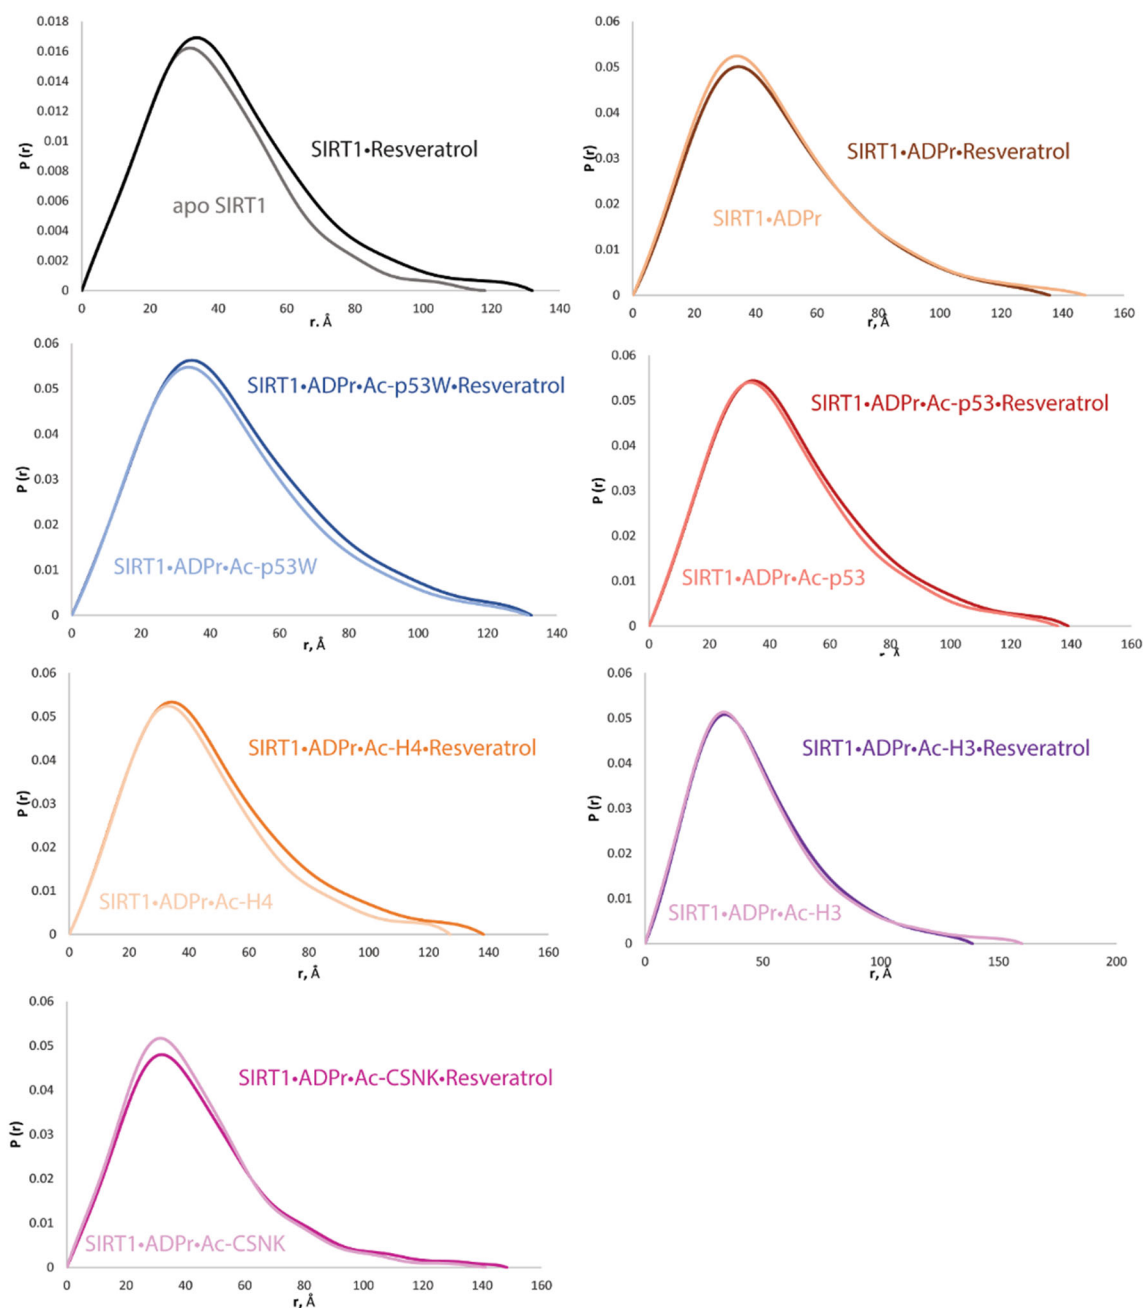 0.018
0.016
0.014
0.012
0.01
0.008
0.006
0.004
0.002
0
P (r)
SIRT1•Resveratrol
apo SIRT1
0 20 40 60 80 100 120 140
r. Å
0.06
0.05
0.04
0.03
0.02
0.01
0
P (r)
SIRT1•ADPr•Resveratrol
SIRT1•ADPr
0 20 40 60 80 100 120 140 160
r, Å
0.06
0.05
0.04
0.03
0.02
0.01
0
P (r)
SIRT1•ADPr•Ac-p53W•Resveratrol
SIRT1•ADPr•Ac-p53W
0 20 40 60 80 100 120 140
r, Å
0.06
0.05
0.04
0.03
0.02
0.01
0
P (r)
SIRT1•ADPr•Ac-p53•Resveratrol
SIRT1•ADPr•Ac-p53
0 20 40 60 80 100 120 140 160
r, Å
0.06
0.05
0.04
0.03
0.02
0.01
0
P (r)
SIRT1•ADPr•Ac-H4•Resveratrol
SIRT1•ADPr•Ac-H4
0 20 40 60 80 100 120 140 160
r, Å
0.06
0.05
0.04
0.03
0.02
0.01
0
P (r)
SIRT1•ADPr•Ac-H3•Resveratrol
SIRT1•ADPr•Ac-H3
0 50 100 150 200
r, Å
0.06
0.05
0.04
0.03
0.02
0.01
0
P (r)
SIRT1•ADPr•Ac-CSNK•Resveratrol
SIRT1•ADPr•Ac-CSNK
0 20 40 60 80 100 120 140 160
r, Å